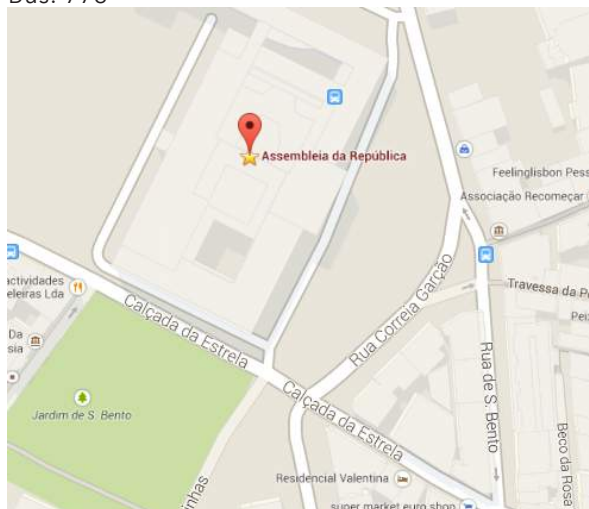 Assembleia da República
Feelinglisbon Pess
Associação Recomeçar
actividades
eleiras Lda
Calçada da Estrela
Rua Correia Garção
Travessa da P
Pei
Da
sia
Jardim de S. Bento
Calçada da Estrela
Rua de S. Bento
Beco da Rosa
Residencial Valentina
inhas
super market euro shop